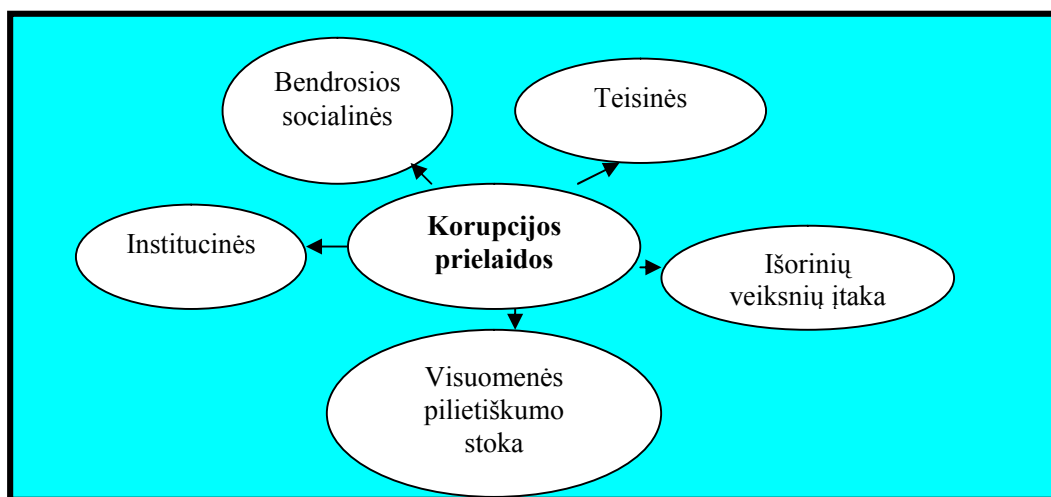 Bendrosios
socialinės
Teisinės
Institucinės
Korupcijos
prielaidos
Išorinių
veiksnių įtaka
Visuomenės
pilietiškumo
stoka